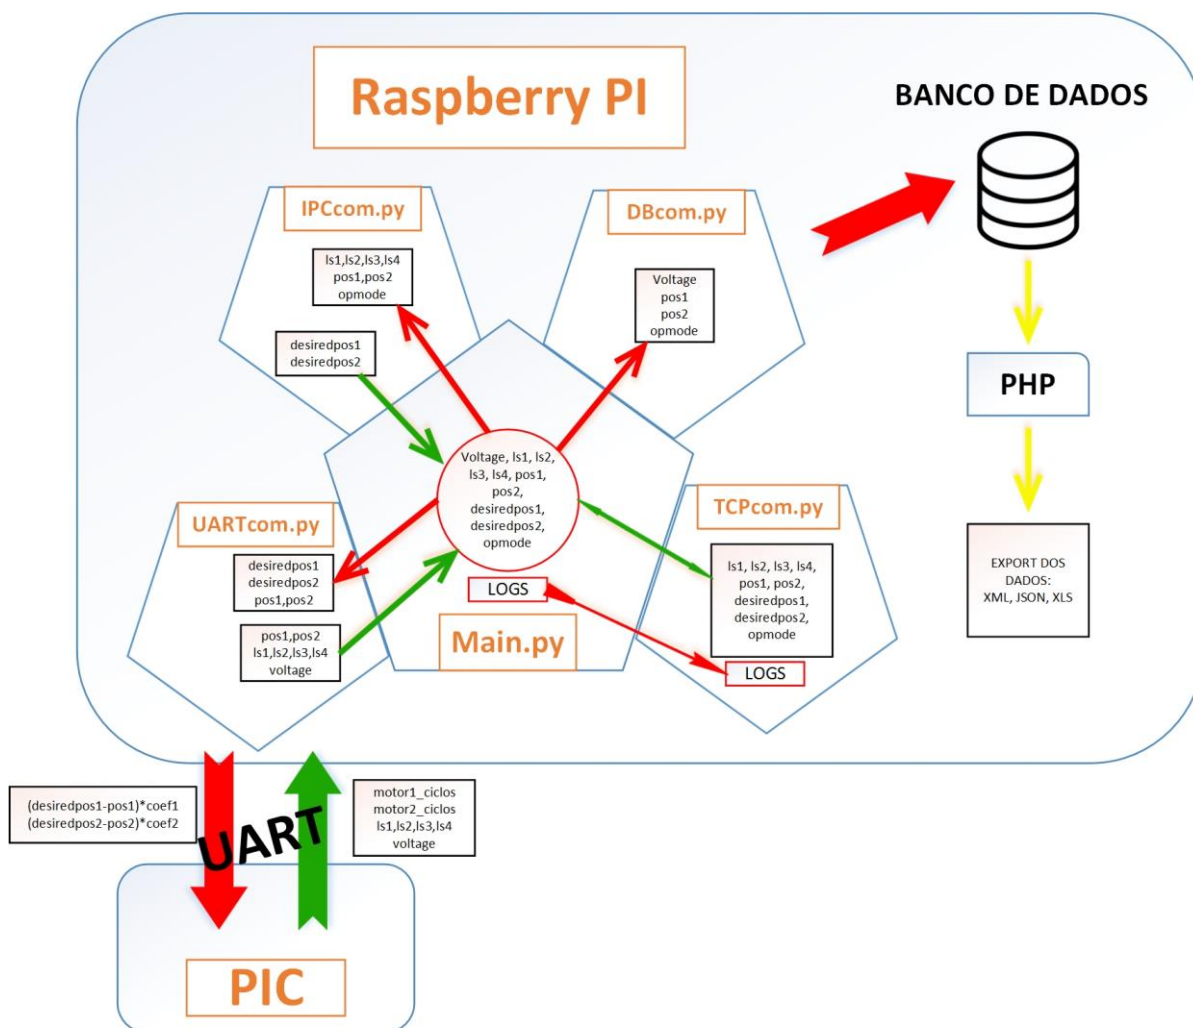 Raspberry PI
BANCO DE DADOS
IPCcom.py
ls1,ls2,ls3,ls4
pos1,pos2
opmode
desiredpos1
desiredpos2
DBcom.py
Voltage
pos1
pos2
opmode
PHP
Voltage, ls1, ls2,
ls3, ls4, pos1,
pos2,
desiredpos1,
desiredpos2,
opmode
LOGS
Main.py
UARTcom.py
desiredpos1
desiredpos2
pos1,pos2
pos1,pos2
ls1,ls2,ls3,ls4
voltage
TCPcom.py
ls1, ls2, ls3, ls4,
pos1, pos2,
desiredpos1,
desiredpos2,
opmode
LOGS
EXPORT DOS
DADOS:
XML, JSON, XLS
(desiredpos1-pos1)*coef1
(desiredpos2-pos2)*coef2
UART
motor1_ciclos
motor2_ciclos
ls1,ls2,ls3,ls4
voltage
PIC